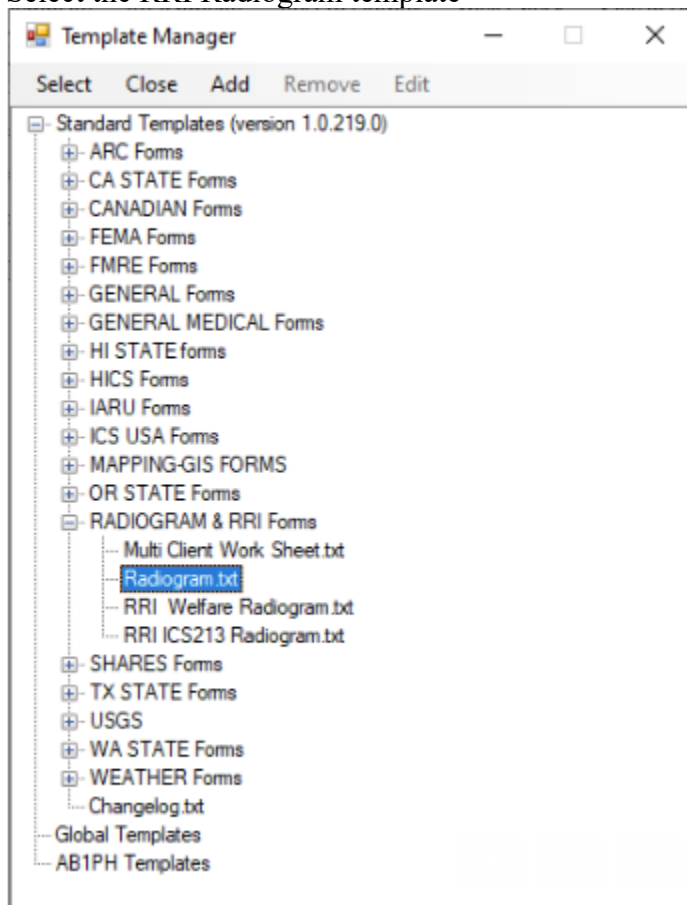 Select the RRI Radiogram template
Template Manager
Select Close Add Remove Edit
Standard Templates (version 1.0.219.0)
ARC Forms
CA STATE Forms
CANADIAN Forms
FEMA Forms
FMRE Forms
GENERAL Forms
GENERAL MEDICAL Forms
HI STATE forms
HICS Forms
IARU Forms
ICS USA Forms
MAPPING-GIS FORMS
OR STATE Forms
RADIOGRAM & RRI Forms
Multi Client Work Sheet.txt
Radiogram.txt
RRI Welfare Radiogram.txt
RRI ICS213 Radiogram.txt
SHARES Forms
TX STATE Forms
USGS
WA STATE Forms
WEATHER Forms
Changelog.txt
Global Templates
AB1PH Templates